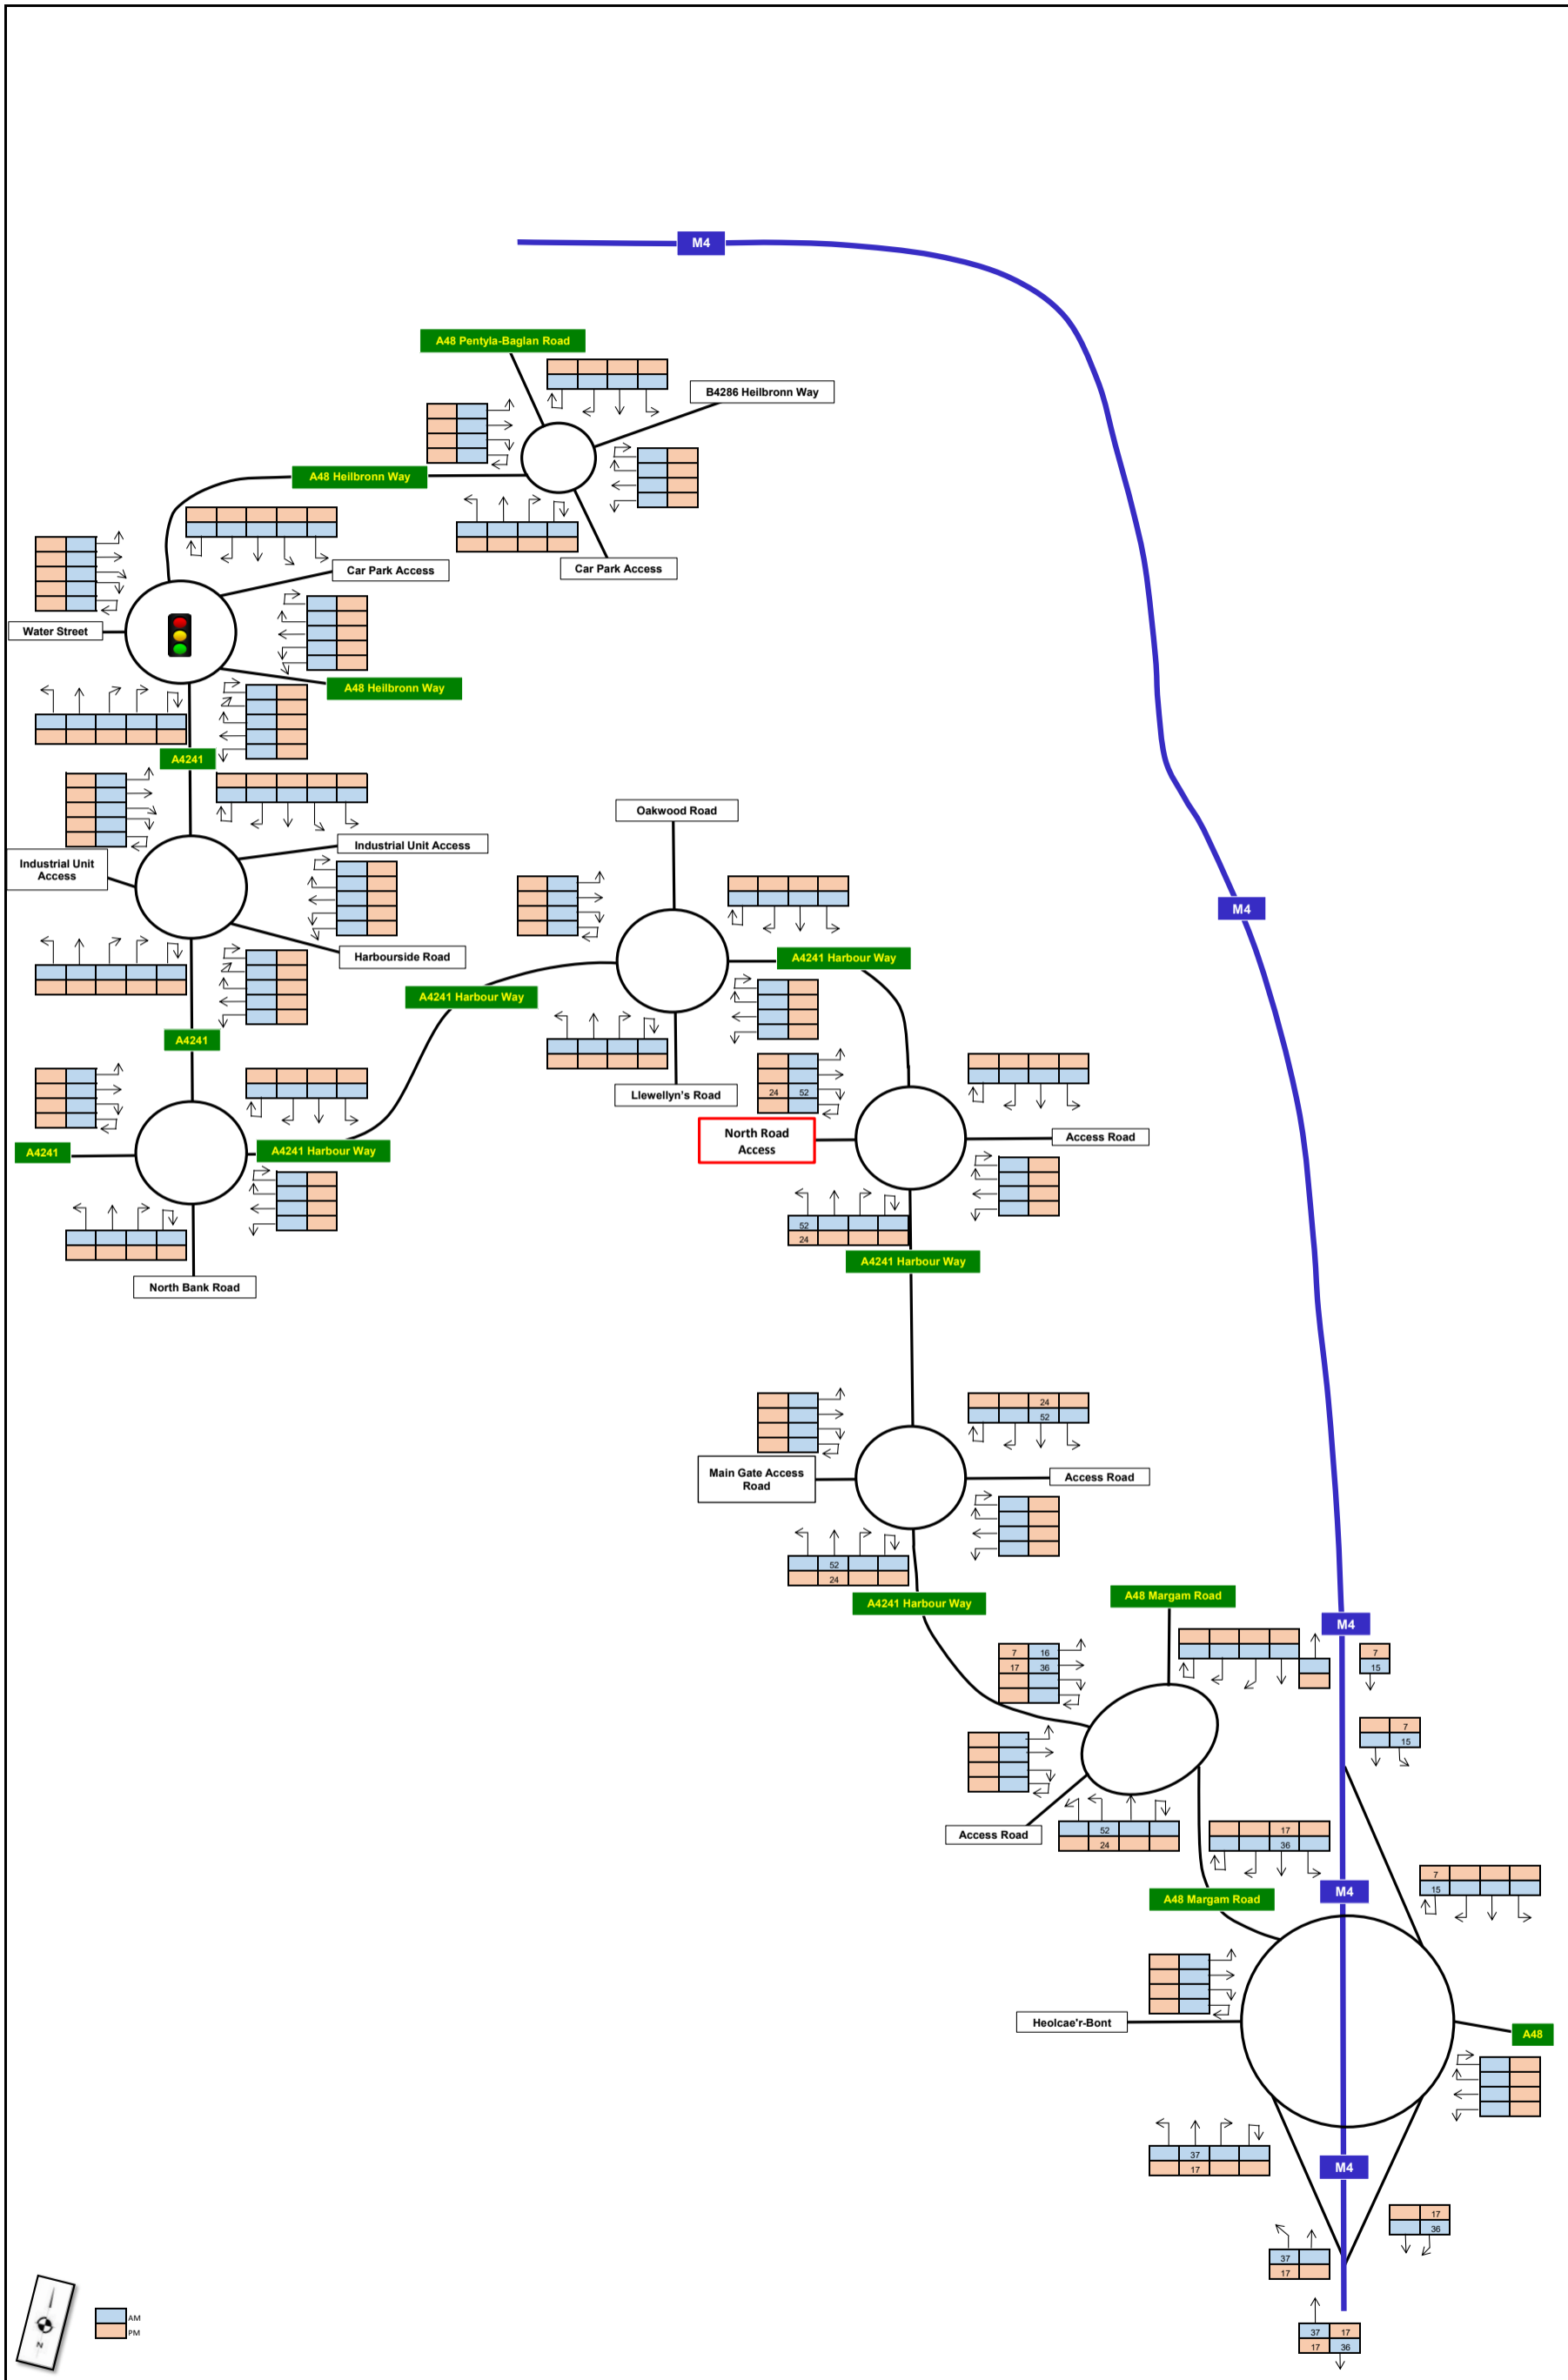 M4
A48 Pentyla-Baglan Road
B4286 Heilbronn Way
A48 Heilbronn Way
Car Park Access
Car Park Access
Water Street
A48 Heilbronn Way
A4241
Oakwood Road
Industrial Unit Access
Industrial Unit
Access
M4
Harbourside Road
A4241 Harbour Way
A4241 Harbour Way
A4241
Llewellyn's Road
24 52
North Road
Access
Access Road
A4241
A4241 Harbour Way
52
24
A4241 Harbour Way
North Bank Road
24
52
Main Gate Access
Road
Access Road
52
24
A4241 Harbour Way
A48 Margam Road
M4
7 16
17 36
7
15
7
15
Access Road
52
24
17
36
7
15
A48 Margam Road
M4
Heolcae'r-Bont
A48
37
17
M4
17
36
37
17
AM
PM
N
37 17
17 36